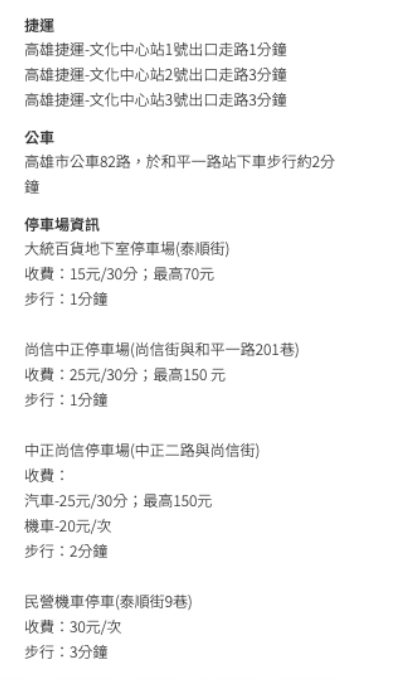 捷運
高雄捷運-文化中心站1號出口走路1分鐘
高雄捷運-文化中心站2號出口走路3分鐘
高雄捷運-文化中心站3號出口走路3分鐘
公車
高雄市公車82路，於和平一路站下車步行約2分
鐘
停車場資訊
大統百貨地下室停車場(泰順街)
收費：15元/30分；最高70元
步行：1分鐘
尚信中正停車場(尚信街與和平一路201巷)
收費：25元/30分；最高150 元
步行：1分鐘
中正尚信停車場(中正二路與尚信街)
收費：
汽車-25元/30分；最高150元
機車-20元/次
步行：2分鐘
民營機車停車(泰順街9巷)
收費：30元/次
步行：3分鐘